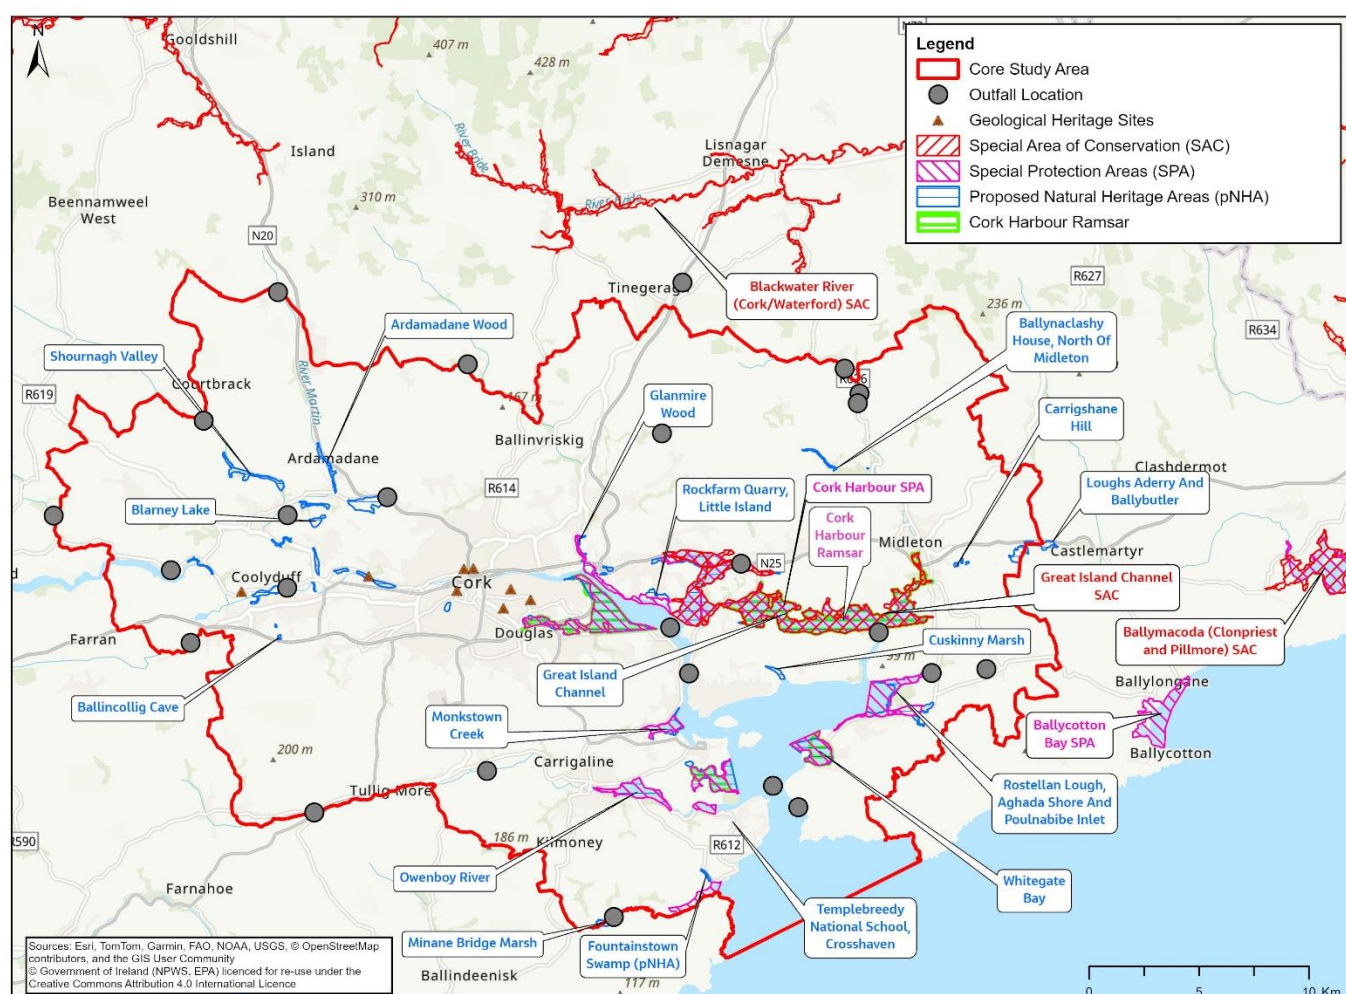 N
Gooldshill
407 m
428 m
N72
Legend
Core Study Area
Outfall Location
Geological Heritage Sites
Special Area of Conservation (SAC)
Special Protection Areas (SPA)
Proposed Natural Heritage Areas (pNHA)
Cork Harbour Ramsar
Island
River Bride
Lisnagar
Demesne
Beennamweel
West
310 m
River Bride
N20
Tinegeragh
Blackwater River
(Cork/Waterford) SAC
R627
236 m
R634
Ardamadane Wood
Ballynaclashy
House, North Of
Midleton
Shournagh Valley
Courtbrack
River Martin
R619
167 m
R626
Glanmire
Wood
Carrigshane
Hill
Ballinvriskig
Ardamadane
Clashdermot
R614
Rockfarm Quarry,
Little Island
Cork Harbour SPA
Loughs Aderry And
Ballybutler
Blarney Lake
Cork
Harbour
Ramsar
Midleton
Castlemartyr
N25
Coolyduff
Cork
Great Island Channel
SAC
Farran
Douglas
Cuskinny Marsh
Ballymacoda (Clonpriest
and Pillmore) SAC
Great Island
Channel
Ballylongane
Ballincollig Cave
Monkstown
Creek
Ballycotton
Bay SPA
Ballycotton
200 m
Carrigaline
Tullig More
Rostellan Lough,
Aghada Shore And
Poulnabibe Inlet
R590
186 m
Kilmoney
R612
Owenboy River
Whitegate
Bay
Farnahoe
Templebreedy
National School,
Crosshaven
Minane Bridge Marsh
Fountainstown
Swamp (pNHA)
Ballindeenisk
117 m
Sources: Esri, TomTom, Garmin, FAO, NOAA, USGS, © OpenStreetMap
contributors, and the GIS User Community
© Government of Ireland (NPWS, EPA) licenced for re-use under the
Creative Commons Attribution 4.0 International Licence
0 5 10 Km